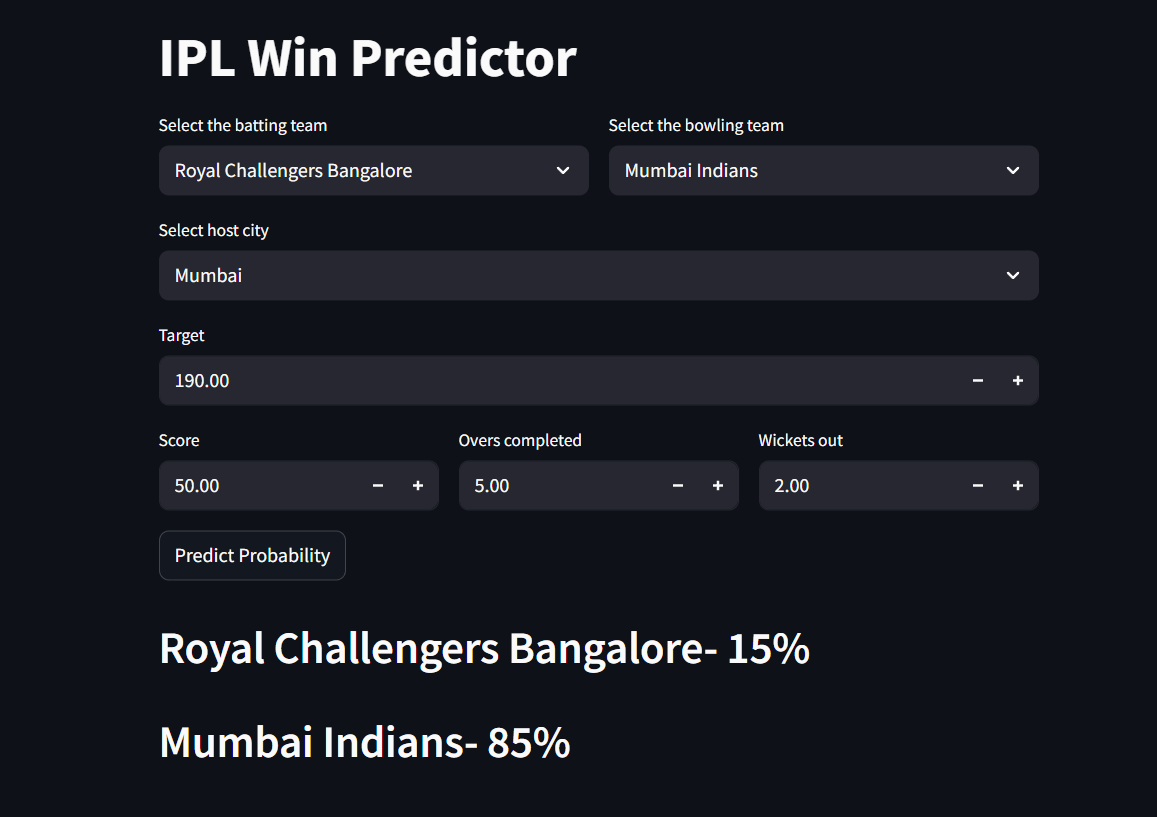 IPL Win Predictor
Select the batting team
Select the bowling team
Royal Challengers Bangalore
Mumbai Indians
Select host city
Mumbai
Target
190.00
Score
Overs completed
Wickets out
50.00
5.00
2.00
Predict Probability
Royal Challengers Bangalore- 15%
Mumbai Indians- 85%